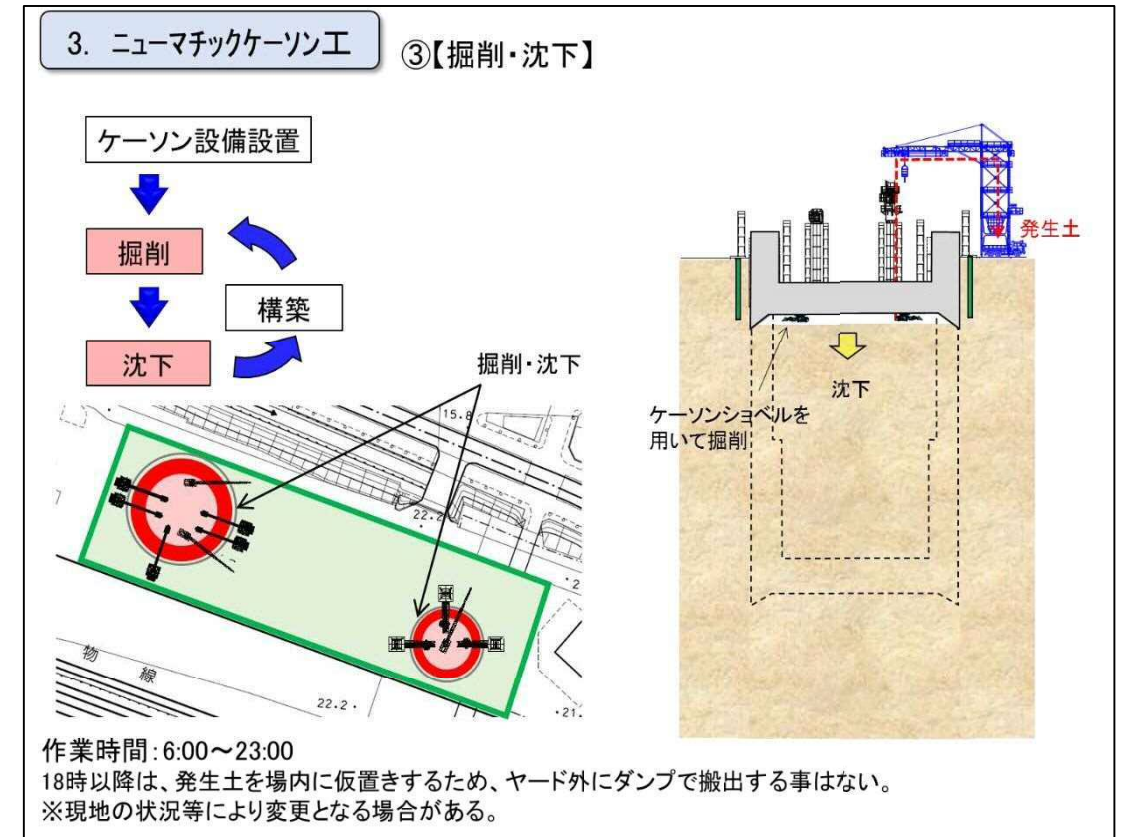 3. ニューマチックケーソン工
③【掘削・沈下】
ケーソン設備設置
掘削
構築
沈下
掘削・沈下
発生土
沈下
ケーソンショベルを
用いて掘削
15.8
22.2
物
線
22.2・
・2
・21.
作業時間:6:00～23:00
18時以降は、発生土を場内に仮置きするため、ヤード外にダンプで搬出する事はない。
※現地の状況等により変更となる場合がある。